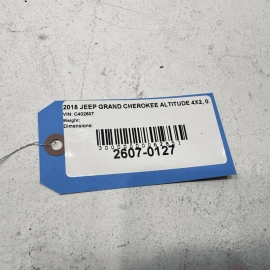 2018 JEEP GRAND CHEROKEE ALTITUDE 4X2, 0.
VIN: C402807
Weight:
Dimensions:
2607-0127